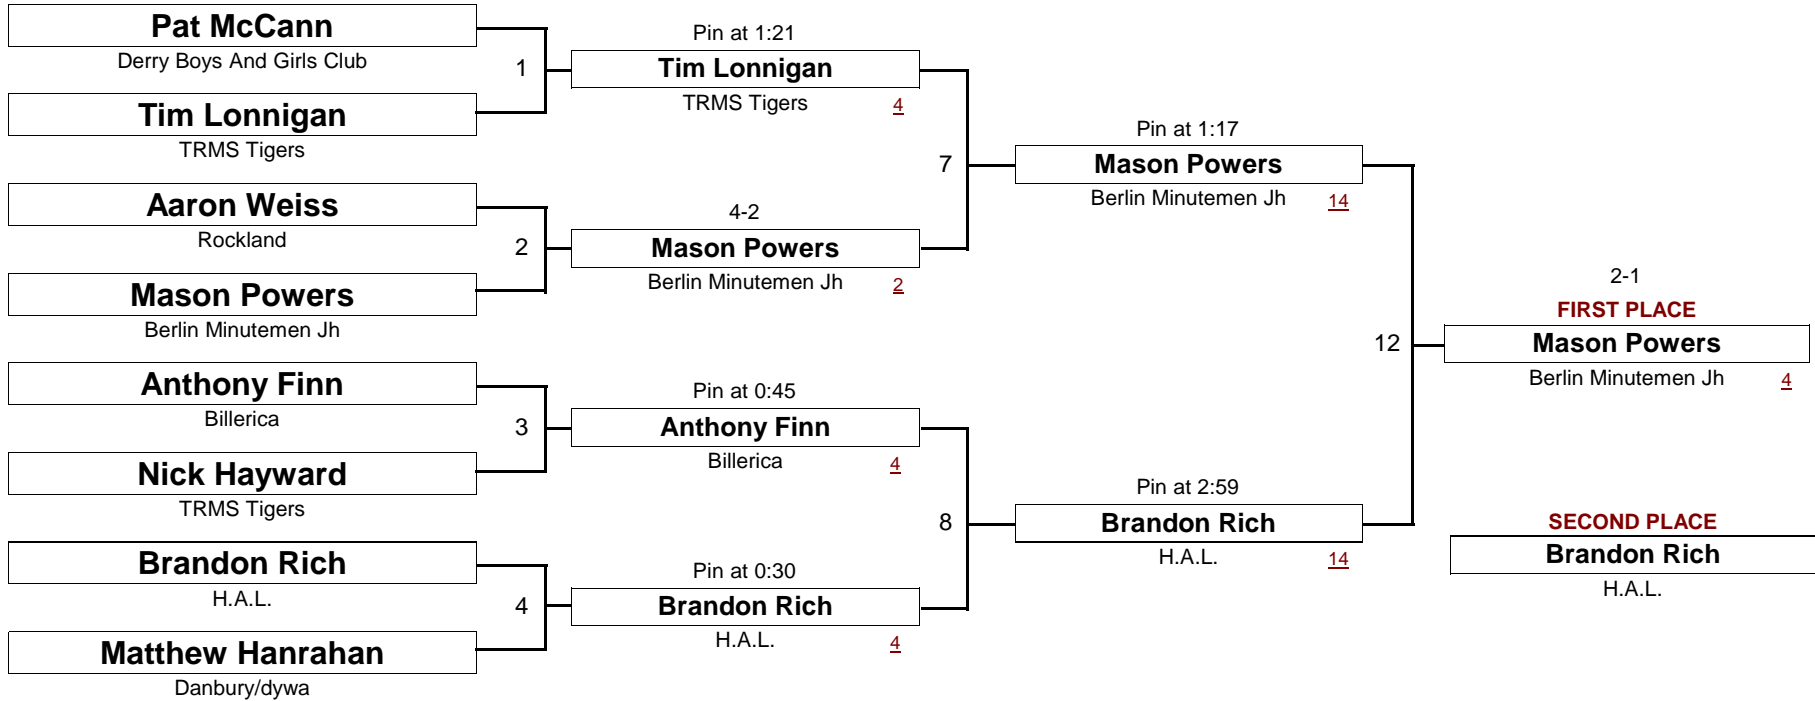 Pat McCann
Derry Boys And Girls Club
1
Tim Lonnigan
TRMS Tigers
Aaron Weiss
Rockland
2
Mason Powers
Berlin Minutemen Jh
Anthony Finn
Billerica
3
Nick Hayward
TRMS Tigers
Brandon Rich
H.A.L.
4
Matthew Hanrahan
Danbury/dywa
Pin at 1:21
Tim Lonnigan
TRMS Tigers 4
7
4-2
Mason Powers
Berlin Minutemen Jh 2
Pin at 0:45
Anthony Finn
Billerica 4
8
Pin at 0:30
Brandon Rich
H.A.L. 4
Pin at 1:17
Mason Powers
Berlin Minutemen Jh 14
12
Pin at 2:59
Brandon Rich
H.A.L. 14
2-1
FIRST PLACE
Mason Powers
Berlin Minutemen Jh 4
SECOND PLACE
Brandon Rich
H.A.L.